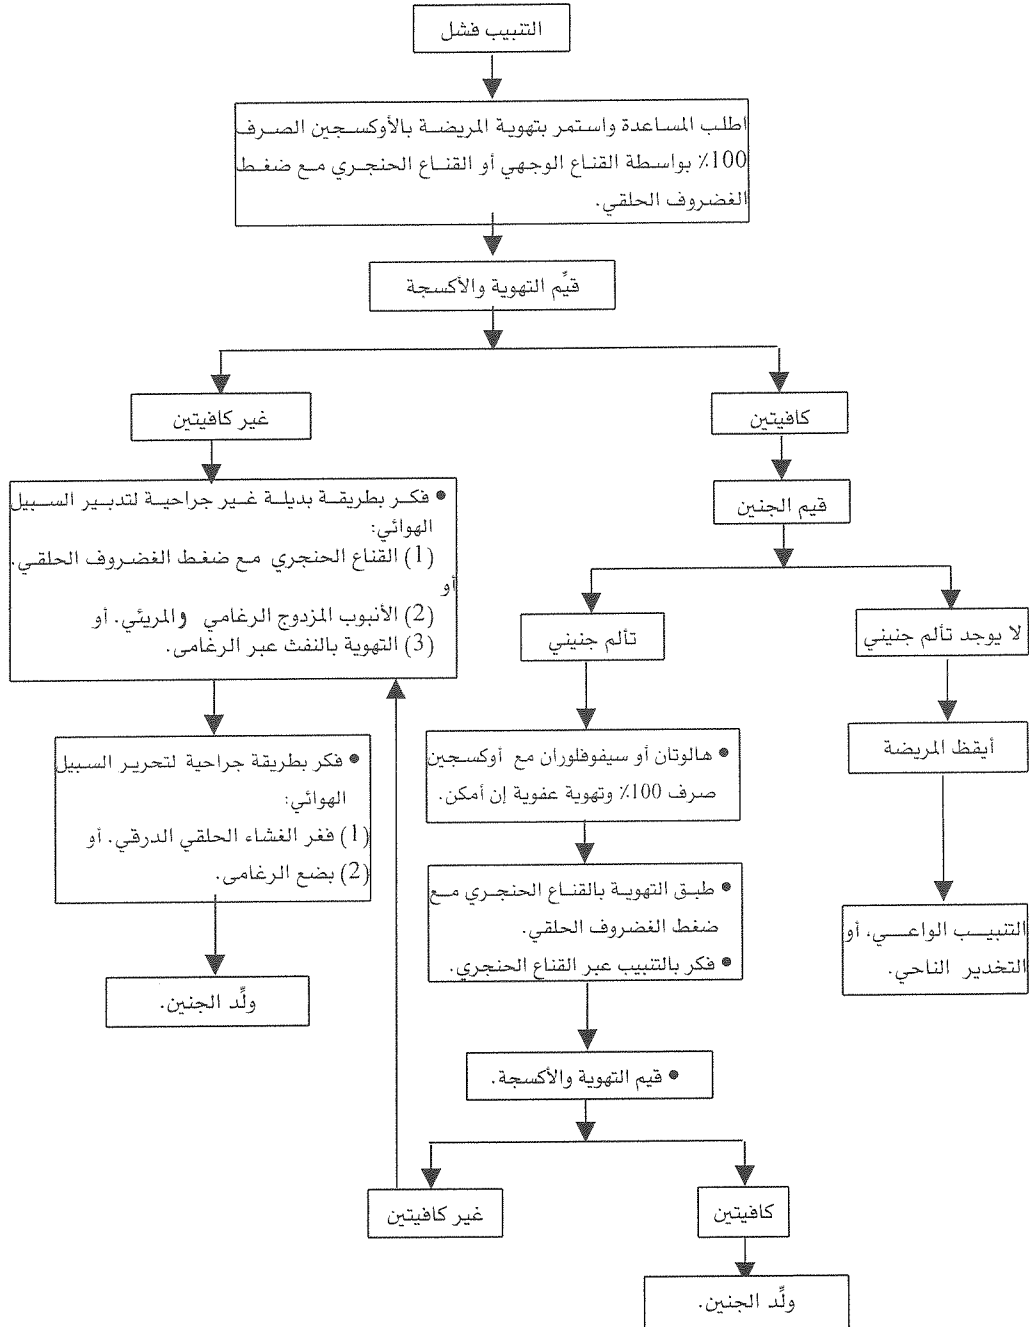 التنبيب فشل
اطلب المساعدة واستمر بتهوية المريضة بالأوكسجين الصرف
100٪ بواسطة القناع الوجهي أو القناع الحنجري مع ضغط
الغضروف الحلقي.
قيِّم التهوية والأكسجة
كافيتين
غير كافيتين
قيم الجنين
• فكر بطريقة بديلة غير جراحية لتدبير السبيل
الهوائي:
(1) القناع الحنجري مع ضغط الغضروف الحلقي.
أو
(2) الأنبوب المزدوج الرغامي والمريئي. أو
(3) التهوية بالنفث عبر الرغامى.
لا يوجد تألم جنيني
تألم جنيني
أيقظ المريضة
• هالوتان أو سيفوفلوران مع أوكسجين
صرف 100٪ وتهوية عفوية إن أمكن.
• فكر بطريقة جراحية لتحرير السبيل
الهوائي:
(1) فغر الغشاء الحلقي الدرقي. أو
(2) بضع الرغامى.
• طبق التهوية بالقناع الحنجري مع
ضغط الغضروف الحلقي.
• فكر بالتنبيب عبر القناع الحنجري.
التنبيب الواعي، أو
التخدير الناحي.
ولِّد الجنين.
• قيم التهوية والأكسجة.
كافيتين
غير كافيتين
ولِّد الجنين.